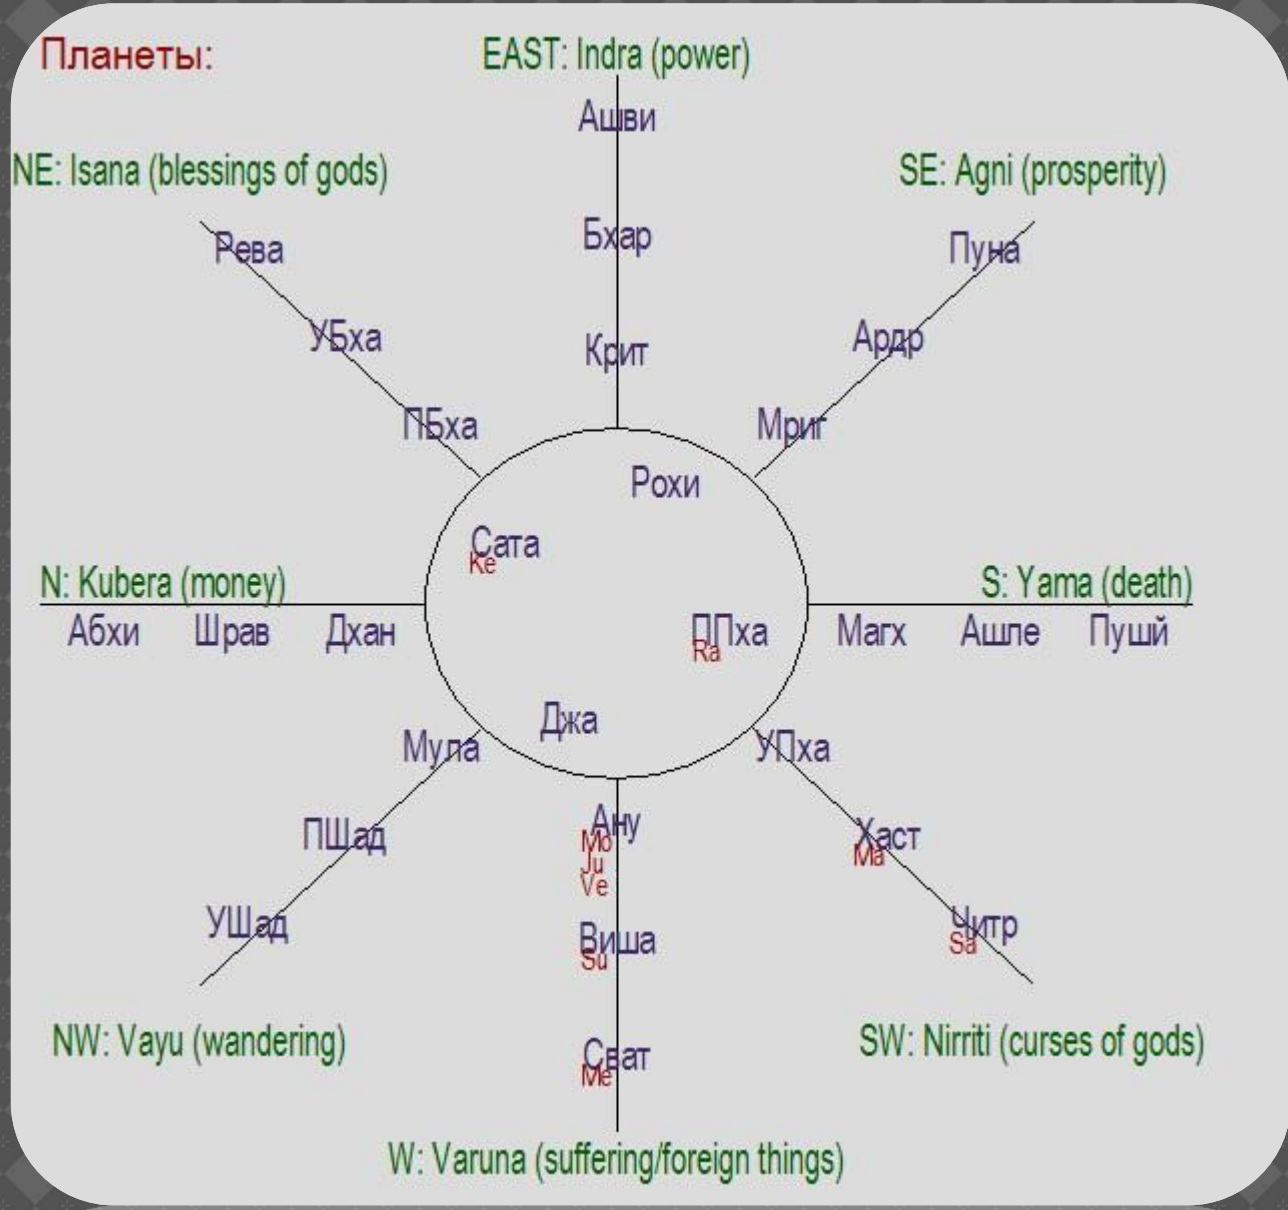 Планеты:
EAST: Indra (power)
Ашви
NE: Isana (blessings of gods)
SE: Agni (prosperity)
Рева
Бхар
Пуна
УБха
Крит
Ардр
ПБха
Мриг
Рохи
Сата
Ke
N: Kubera (money)
S: Yama (death)
Абхи Шрав Дхан
ППха
Ra
Магх Ашле Пушй
Джа
Мула
УПха
Ану
Mo
Ju
Ve
ПШад
Хаст
Ma
УШад
Виша
Su
Читр
Sa
NW: Vayu (wandering)
SW: Nirriti (curses of gods)
Сват
Me
W: Varuna (suffering/foreign things)